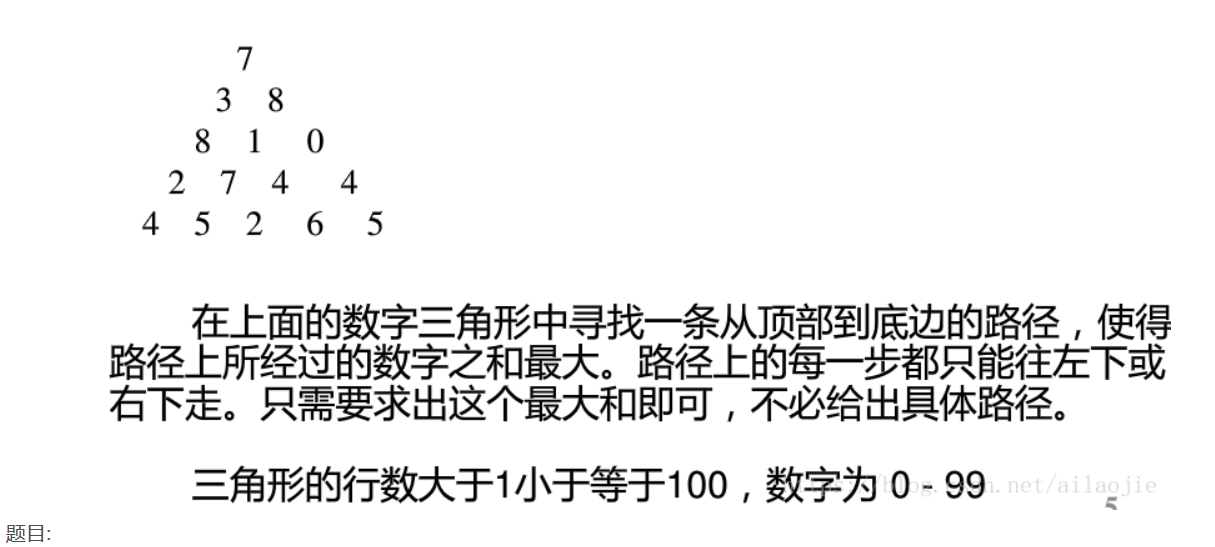 7
3 8
8 1 0
2 7 4 4
4 5 2 6 5
在上面的数字三角形中寻找一条从顶部到底边的路径，使得
路径上所经过的数字之和最大。路径上的每一步都只能往左下或
右下走。只需要求出这个最大和即可，不必给出具体路径。
三角形的行数大于1小于等于100，数字为 0 - 99
https://blog.csdn.net/ailaojie
5
题目: